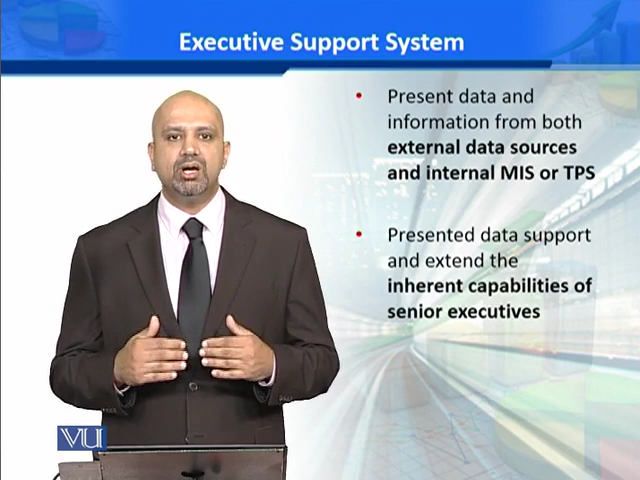 Executive Support System
• Present data and
information from both
external data sources
and internal MIS or TPS
• Presented data support
and extend the
inherent capabilities of
senior executives
VU